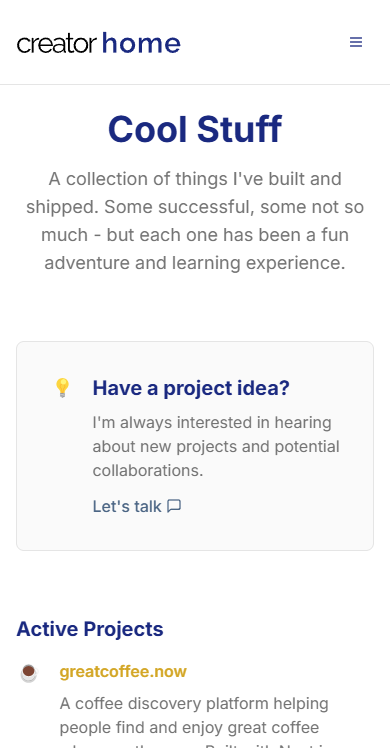 creator home
Cool Stuff
A collection of things I've built and
shipped. Some successful, some not so
much - but each one has been a fun
adventure and learning experience.
Have a project idea?
I'm always interested in hearing
about new projects and potential
collaborations.
Let's talk
Active Projects
greatcoffee.now
A coffee discovery platform helping
people find and enjoy great coffee